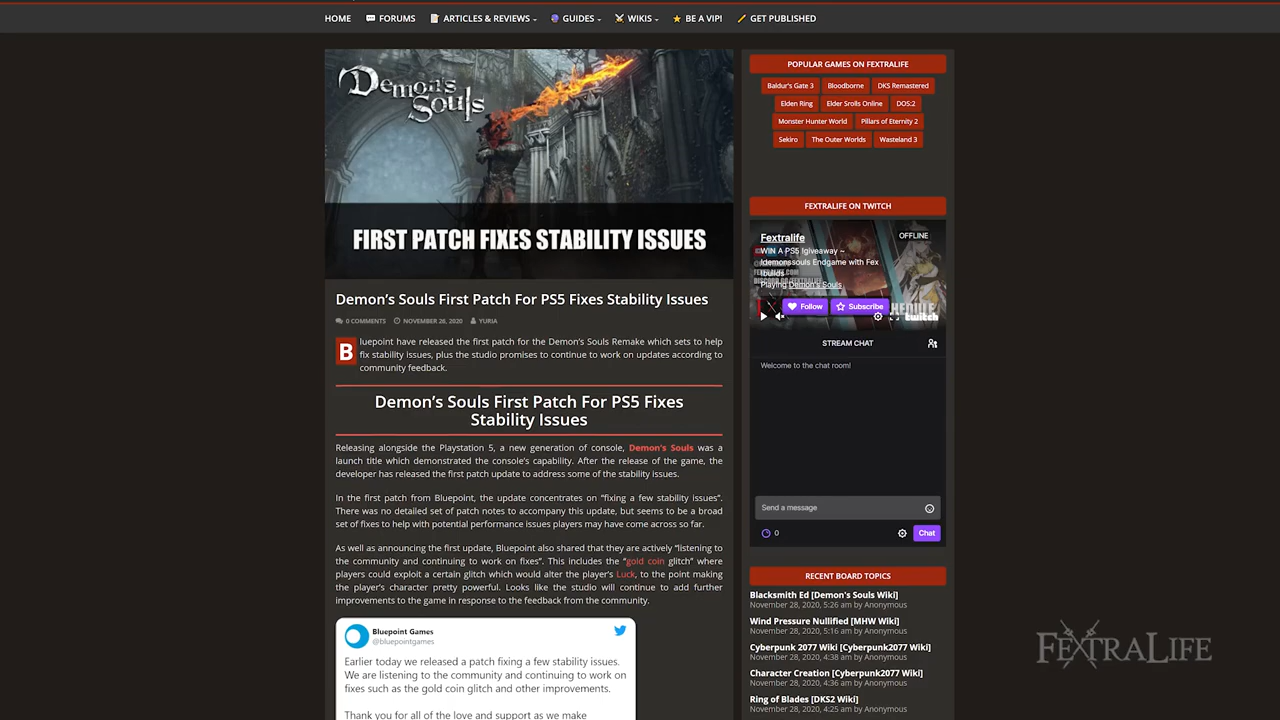 HOME
FORUMS
ARTICLES & REVIEWS
GUIDES
WIKIS
BE A VIP!
GET PUBLISHED
Demon's Souls
FIRST PATCH FIXES STABILITY ISSUES
Demon's Souls First Patch For PS5 Fixes Stability Issues
0 COMMENTS
NOVEMBER 26, 2020
YURIA
Bluepoint have released the first patch for the Demon's Souls Remake which sets to help
fix stability issues, plus the studio promises to continue to work on updates according to
community feedback.
Demon's Souls First Patch For PS5 Fixes
Stability Issues
Releasing alongside the Playstation 5, a new generation of console, Demon's Souls was a
launch title which demonstrated the console's capability. After the release of the game, the
developer has released the first patch update to address some of the stability issues.
In the first patch from Bluepoint, the update concentrates on "fixing a few stability issues".
There was no detailed set of patch notes to accompany this update, but seems to be a broad
set of fixes to help with potential performance issues players may have come across so far.
As well as announcing the first update, Bluepoint also shared that they are actively "listening to
the community and continuing to work on fixes". This includes the "gold coin glitch" where
players could exploit a certain glitch which would alter the player's Luck, to the point making
the player's character pretty powerful. Looks like the studio will continue to add further
improvements to the game in response to the feedback from the community.
Bluepoint Games
@bluepointgames
Earlier today we released a patch fixing a few stability issues.
We are listening to the community and continuing to work on
fixes such as the gold coin glitch and other improvements.
Thank you for all of the love and support as we make
POPULAR GAMES ON FEXTRALIFE
Baldur's Gate 3
Bloodborne
DKS Remastered
Elden Ring
Elder Srolls Online
DOS:2
Monster Hunter World
Pillars of Eternity 2
Sekiro
The Outer Worlds
Wasteland 3
FEXTRALIFE ON TWITCH
Fextralife
OFFLINE
WIN A PS5 !giveaway ~
!demonssouls Endgame with Fex
!builds
Playing Demon's Souls
Follow
Subscribe
twitch
STREAM CHAT
Welcome to the chat room!
Send a message
0
Chat
RECENT BOARD TOPICS
Blacksmith Ed [Demon's Souls Wiki]
November 28, 2020, 5:26 am by Anonymous
Wind Pressure Nullified [MHW Wiki]
November 28, 2020, 5:16 am by Anonymous
Cyberpunk 2077 Wiki [Cyberpunk2077 Wiki]
November 28, 2020, 4:38 am by Anonymous
Character Creation [Cyberpunk2077 Wiki]
November 28, 2020, 4:36 am by Anonymous
Ring of Blades [DKS2 Wiki]
November 28, 2020, 4:25 am by Anonymous
FEXTRALIFE